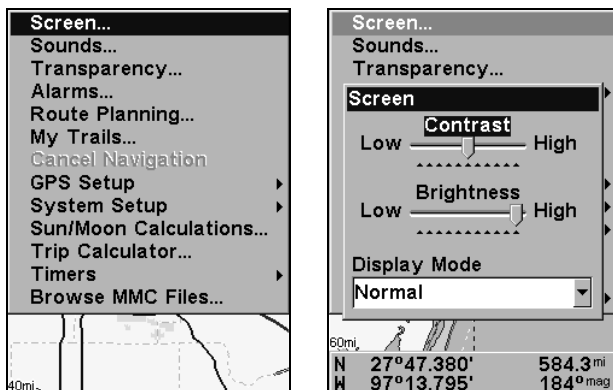 Screen...
Sounds...
Transparency...
Alarms...
Route Planning...
My Trails...
Cancel Navigation
GPS Setup
System Setup
Sun/Moon Calculations...
Trip Calculator...
Timers
Browse MMC Files...
40mi
Screen...
Sounds...
Transparency...
Screen
Contrast
Low High
Brightness
Low High
Display Mode
Normal
60mi
N 27°47.380' 584.3mi
W 97°13.795' 184°mag